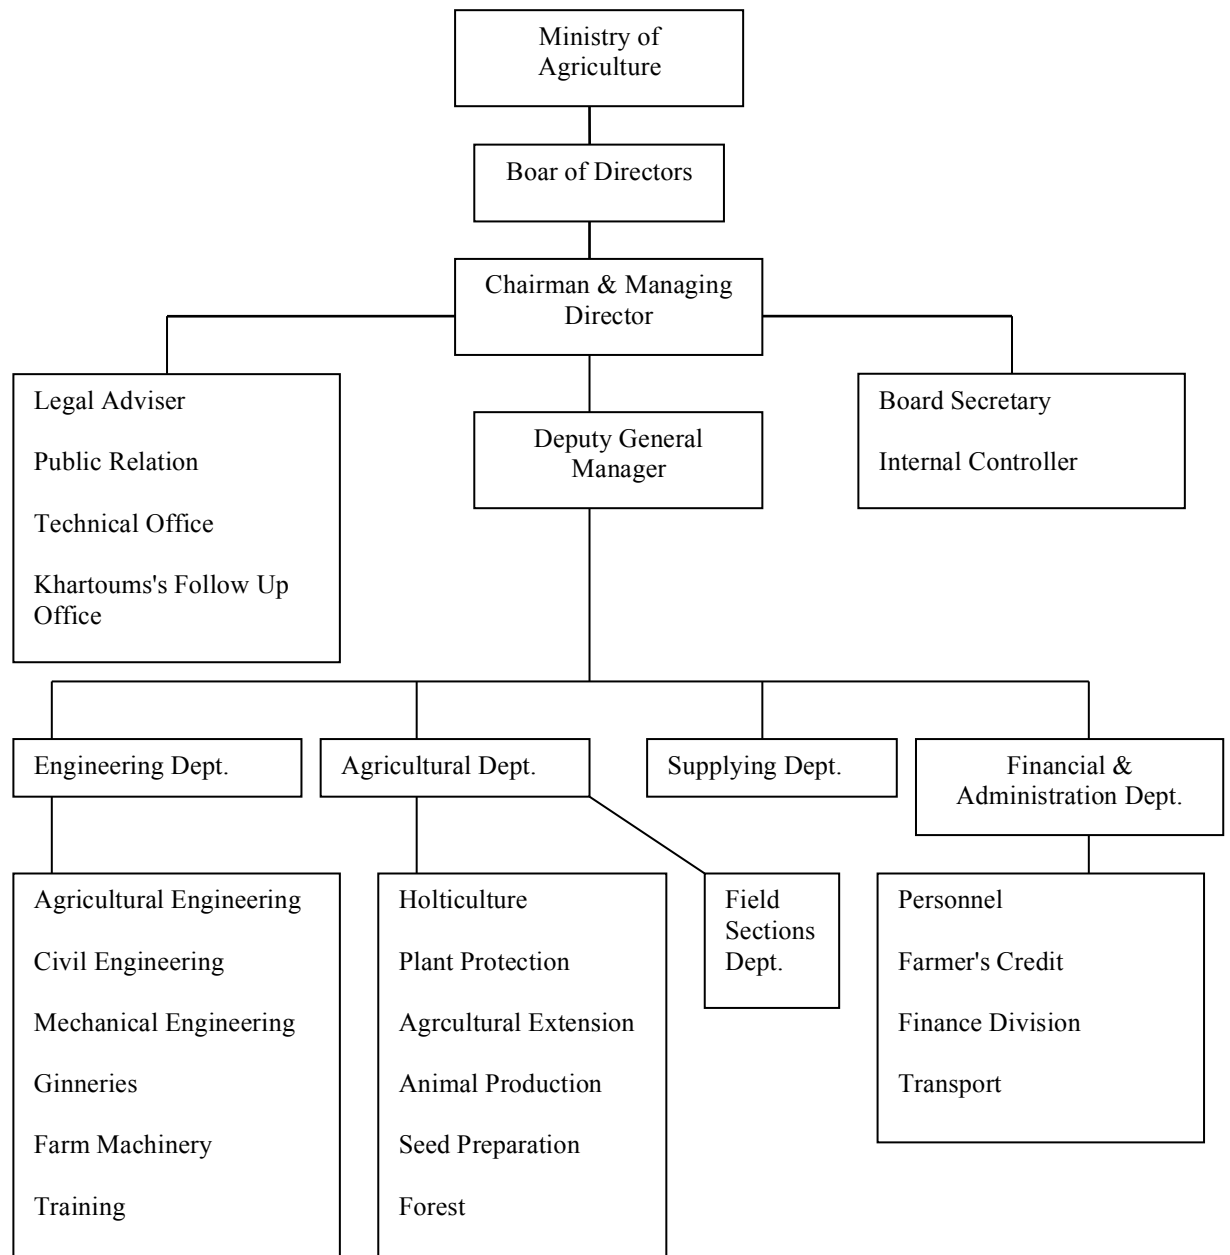 Ministry of
Agriculture
Boar of Directors
Chairman & Managing
Director
Legal Adviser
Public Relation
Technical Office
Khartoums's Follow Up
Office
Deputy General
Manager
Board Secretary
Internal Controller
Engineering Dept.
Agricultural Dept.
Supplying Dept.
Financial &
Administration Dept.
Agricultural Engineering
Civil Engineering
Mechanical Engineering
Ginneries
Farm Machinery
Training
Holticulture
Plant Protection
Agrcultural Extension
Animal Production
Seed Preparation
Forest
Field
Sections
Dept.
Personnel
Farmer's Credit
Finance Division
Transport